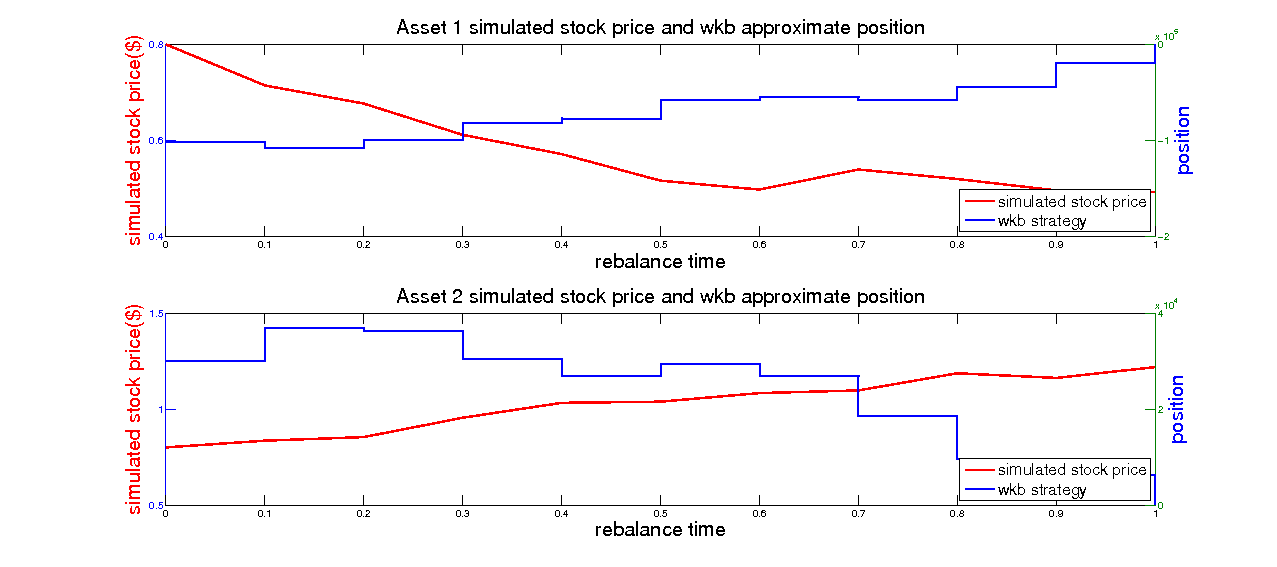 Asset 1 simulated stock price and wkb approximate position
x 10^5
0.8
0
simulated stock price($)
0.6
-1
position
simulated stock price
wkb strategy
0.4
-2
0 0.1 0.2 0.3 0.4 0.5 0.6 0.7 0.8 0.9 1
rebalance time
Asset 2 simulated stock price and wkb approximate position
x 10^4
1.5
4
simulated stock price($)
1
2
position
simulated stock price
wkb strategy
0.5
0
0 0.1 0.2 0.3 0.4 0.5 0.6 0.7 0.8 0.9 1
rebalance time